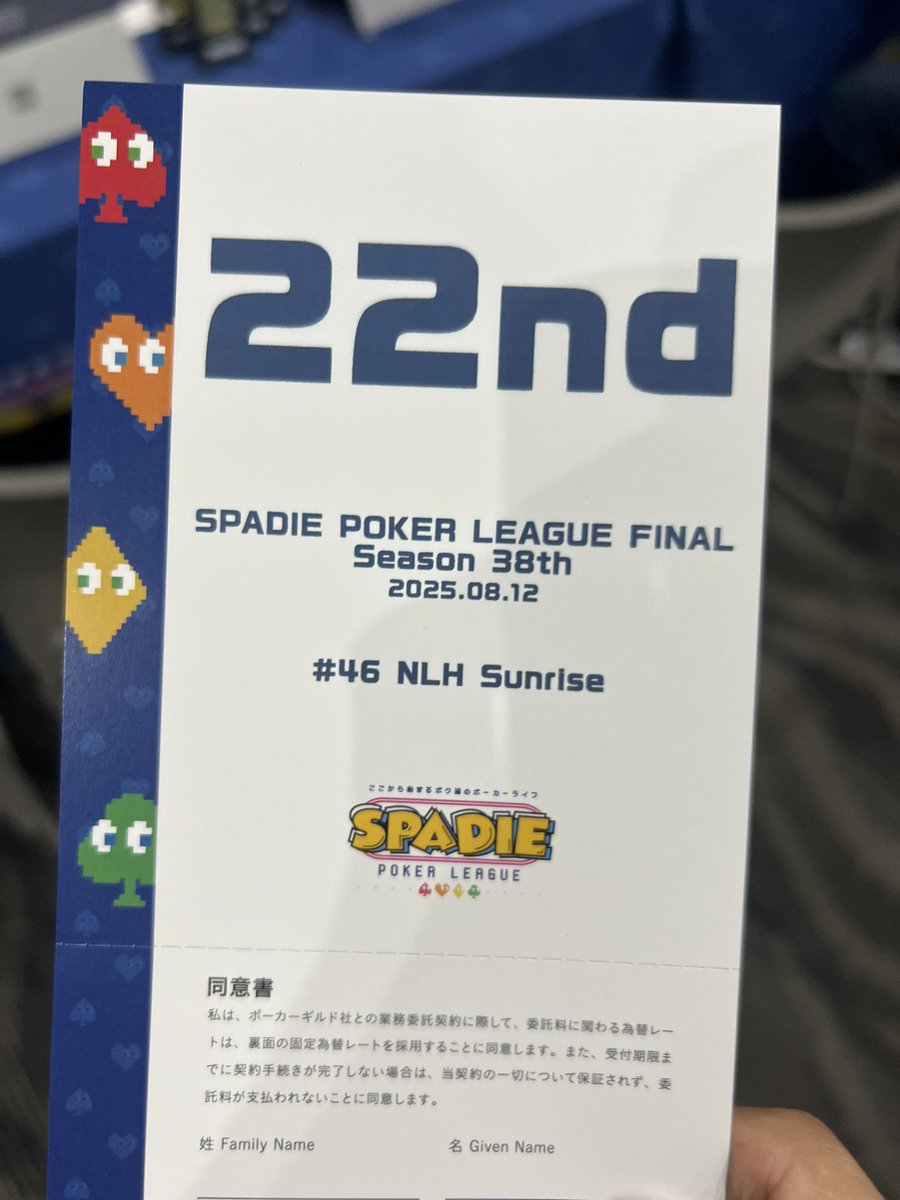 22nd
SPADIE POKER LEAGUE FINAL
Season 38th
2025.08.12
#46 NLH Sunrise
ここから始まるボク達のポーカーライフ
SPADIE
POKER LEAGUE
同意書
私は、ポーカーギルド社との業務委託契約に際して、委託料に関わる為替レー
トは、裏面の固定為替レートを採用することに同意します。また、受付期限ま
でに契約手続きが完了しない場合は、当契約の一切について保証されず、委
託料が支払われないことに同意します。
姓 Family Name
名 Given Name